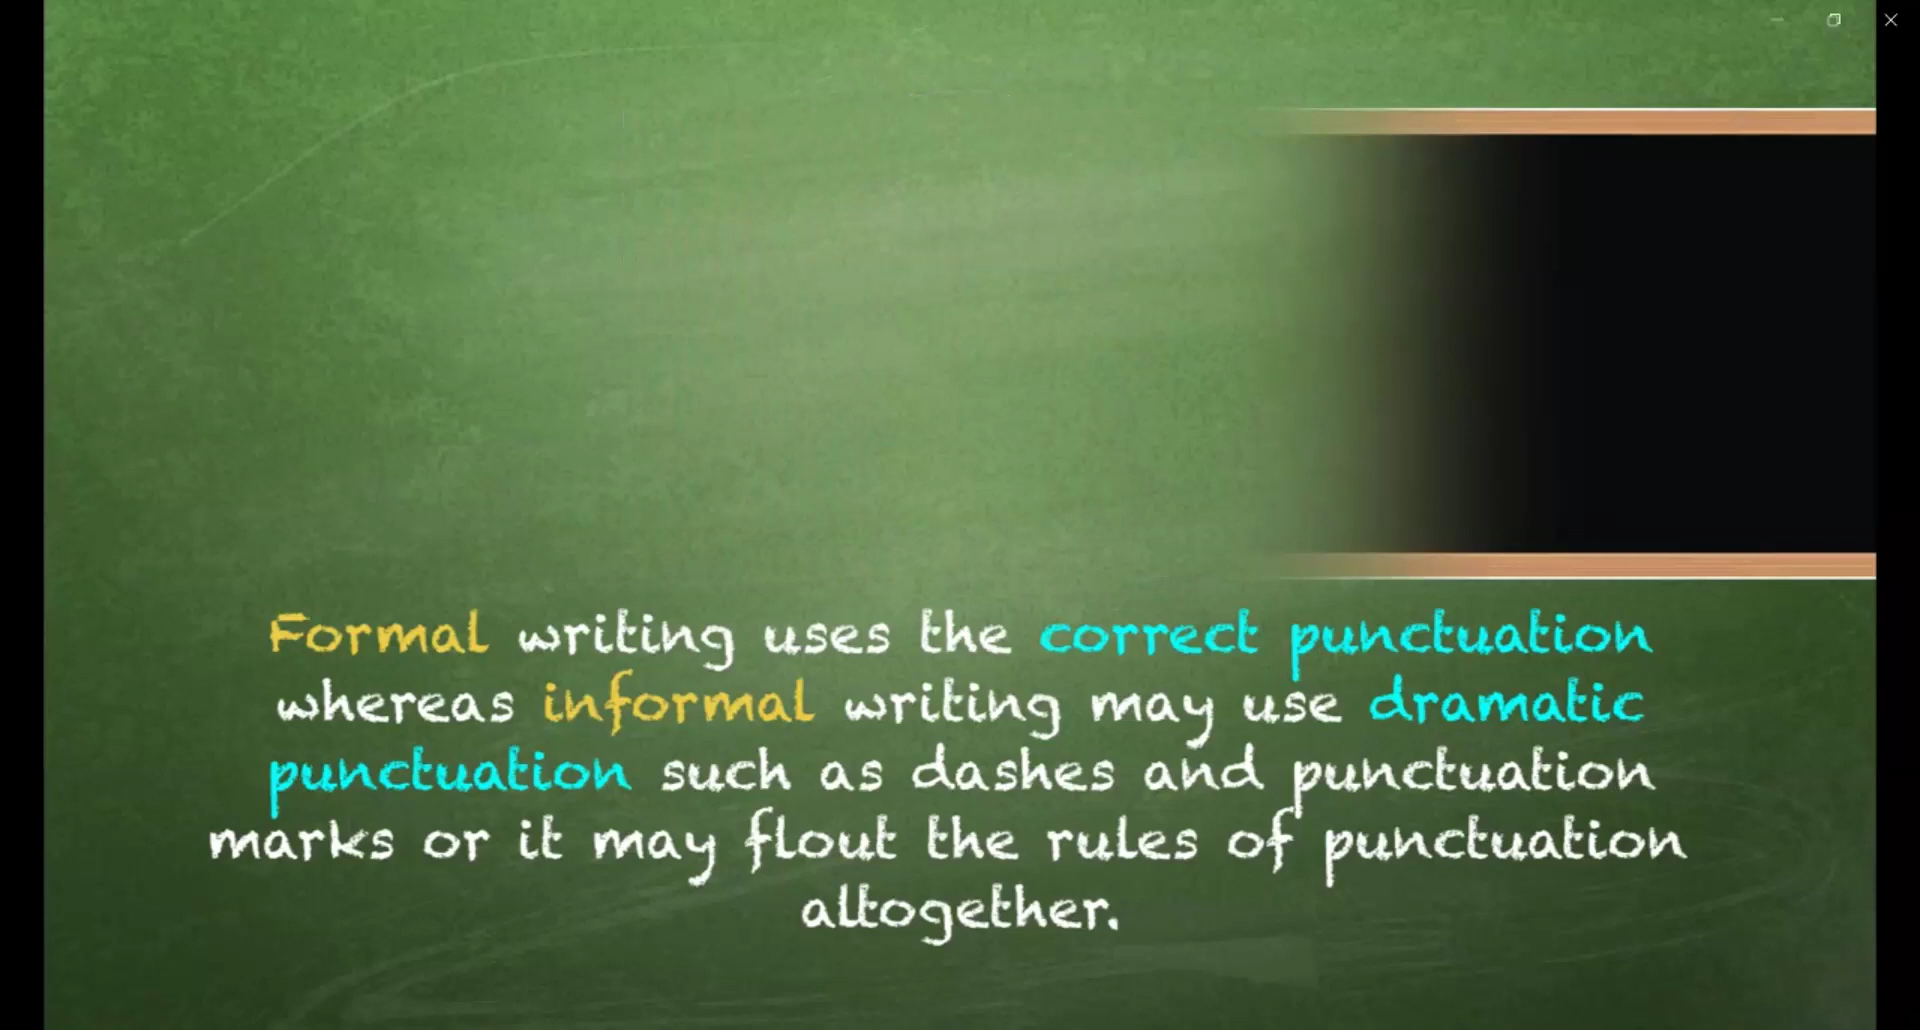 Formal writing uses the correct punctuation
whereas informal writing may use dramatic
punctuation such as dashes and punctuation
marks or it may flout the rules of punctuation
altogether.